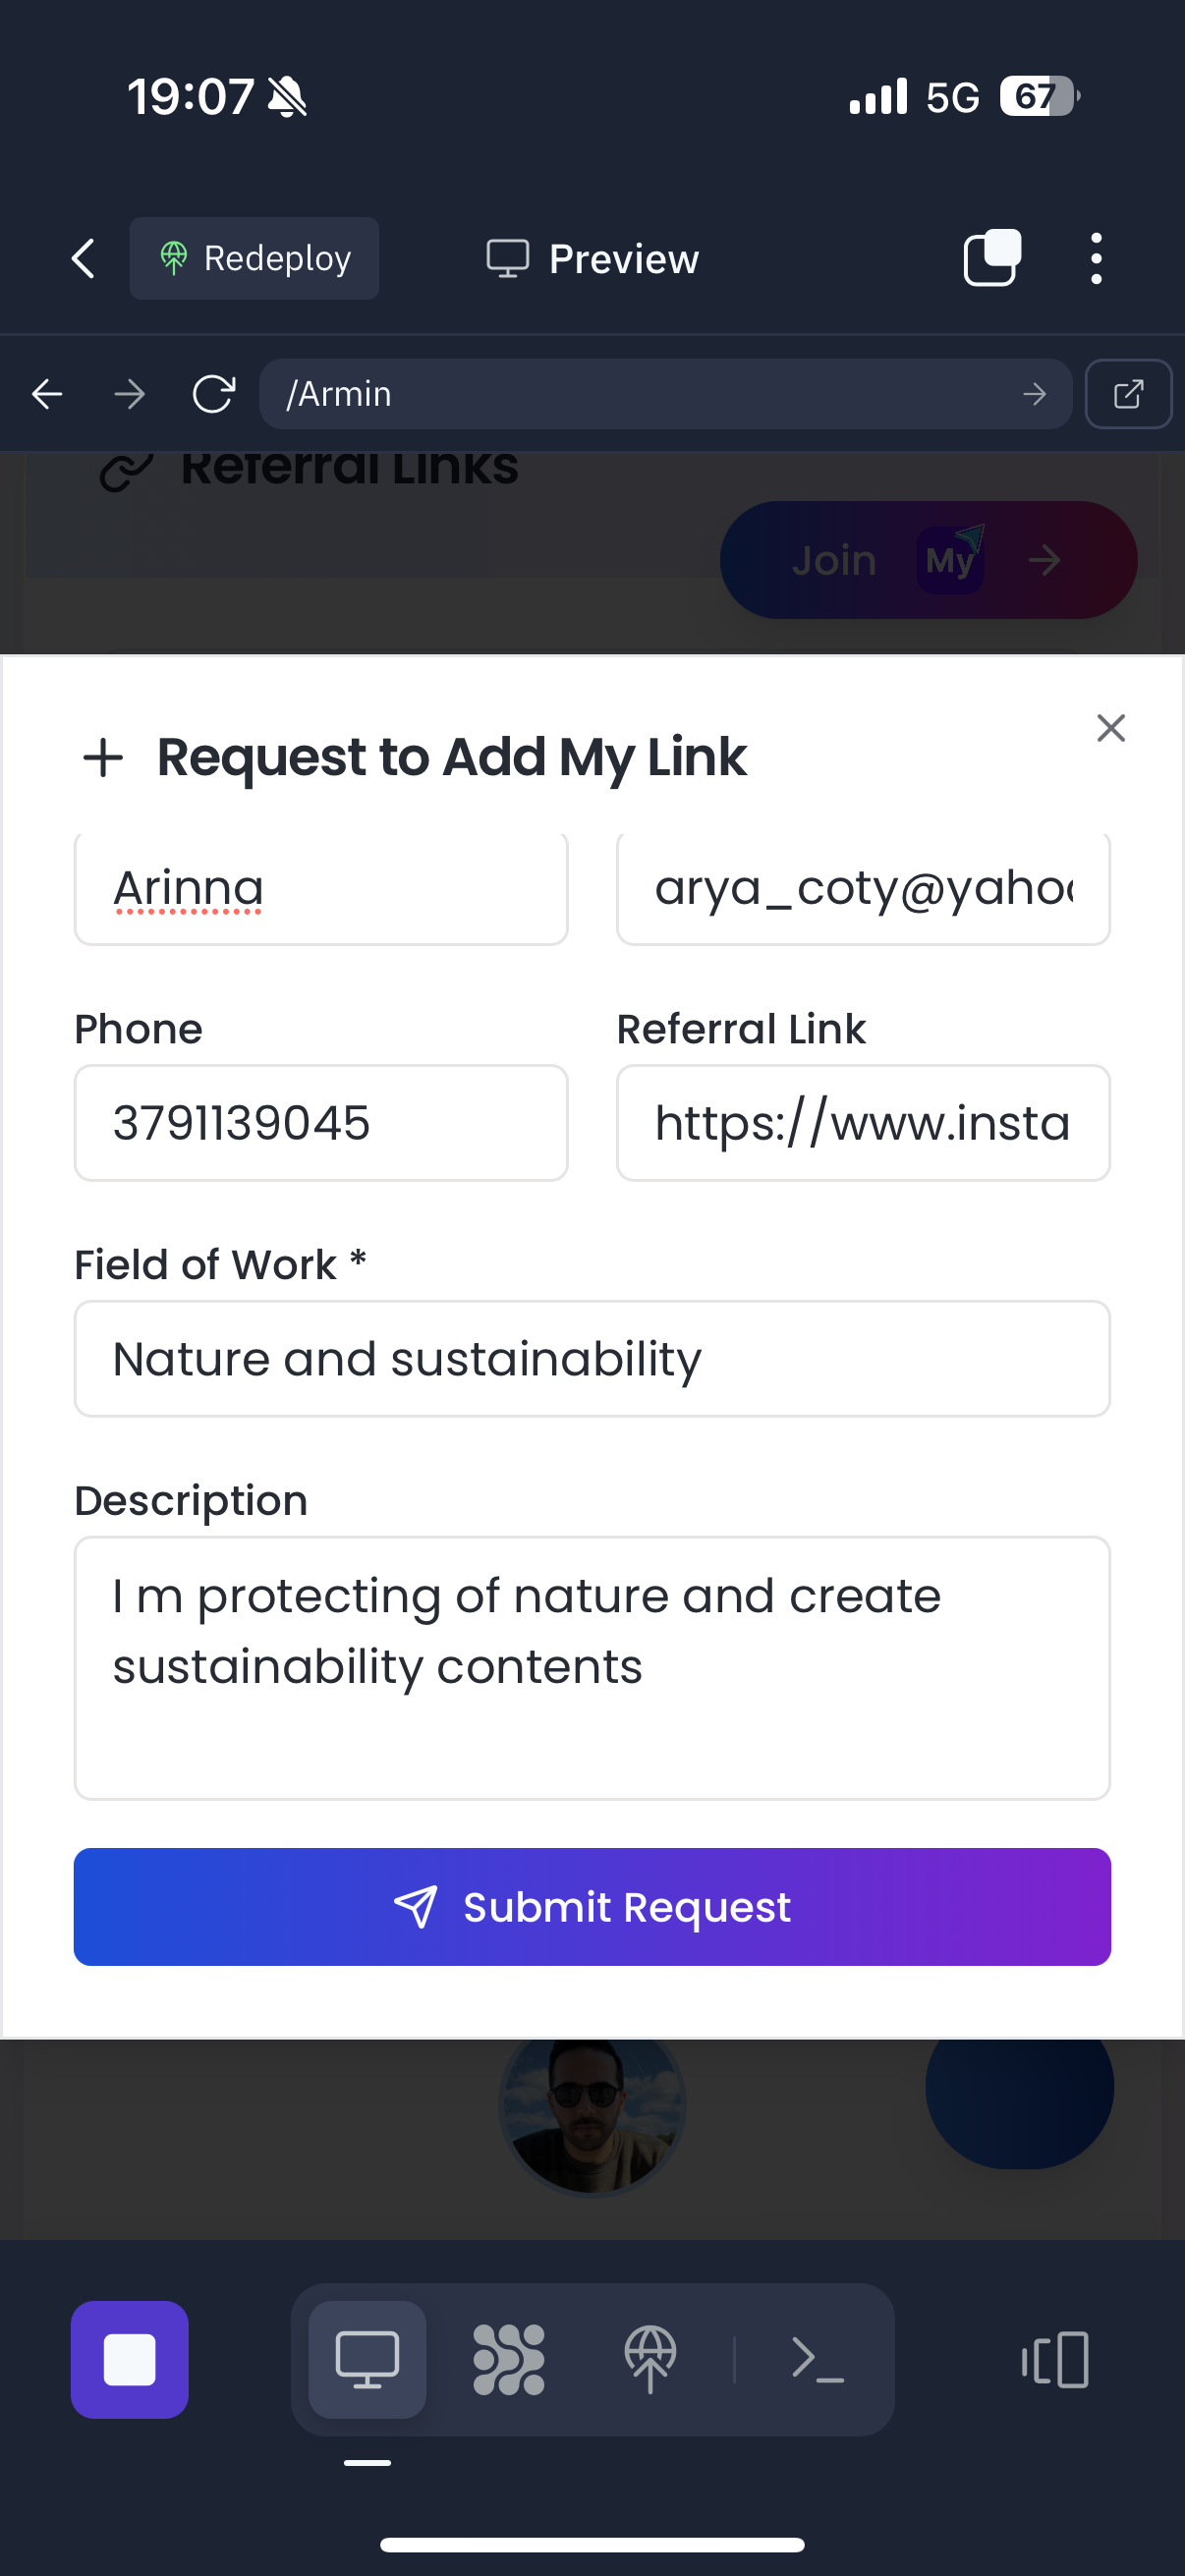 19:07
5G
67
Redeploy
Preview
/Armin
Referral Links
Join
My
Request to Add My Link
Arinna
arya_coty@yahoo
Phone
Referral Link
3791139045
https://www.insta
Field of Work *
Nature and sustainability
Description
I m protecting of nature and create
sustainability contents
Submit Request